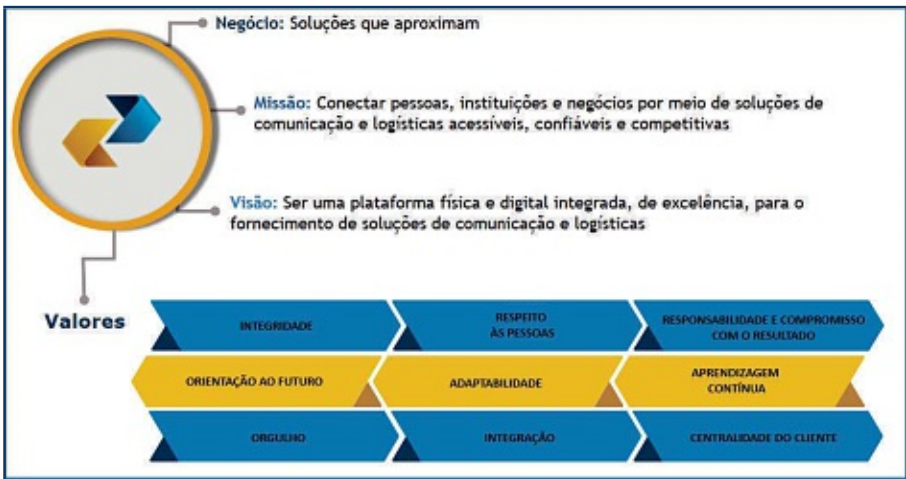 Negócio: Soluções que aproximam
Missão: Conectar pessoas, instituições e negócios por meio de soluções de
comunicação e logísticas acessíveis, confiáveis e competitivas
Visão: Ser uma plataforma física e digital integrada, de excelência, para o
fornecimento de soluções de comunicação e logísticas
Valores
INTEGRIDADE
RESPEITO
ÀS PESSOAS
RESPONSABILIDADE E COMPROMISSO
COM O RESULTADO
ORIENTAÇÃO AO FUTURO
ADAPTABILIDADE
APRENDIZAGEM
CONTÍNUA
ORGULHO
INTEGRAÇÃO
CENTRALIDADE DO CLIENTE